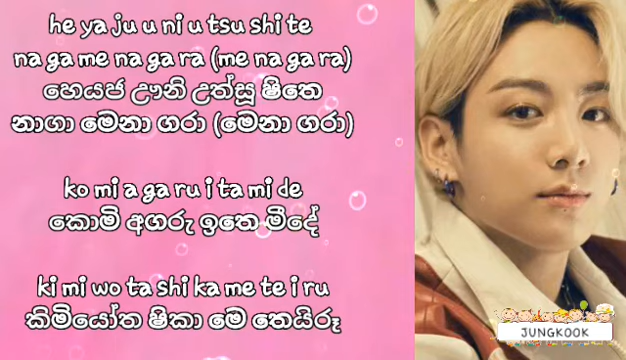 he ya ju u ni u tsu shi te
na ga me na ga ra (me na ga ra)
හෙයජ ඌනි උත්සූ ෂිතෙ
නාගා මෙනා ගරා (මෙනා ගරා)
ko mi a ga ru i ta mi de
කොමි අගරු ඉතෙ මීදේ
ki mi wo ta shi ka me te i ru
කිමියෝත ෂිකා මෙ තෙයිරූ
JUNGKOOK